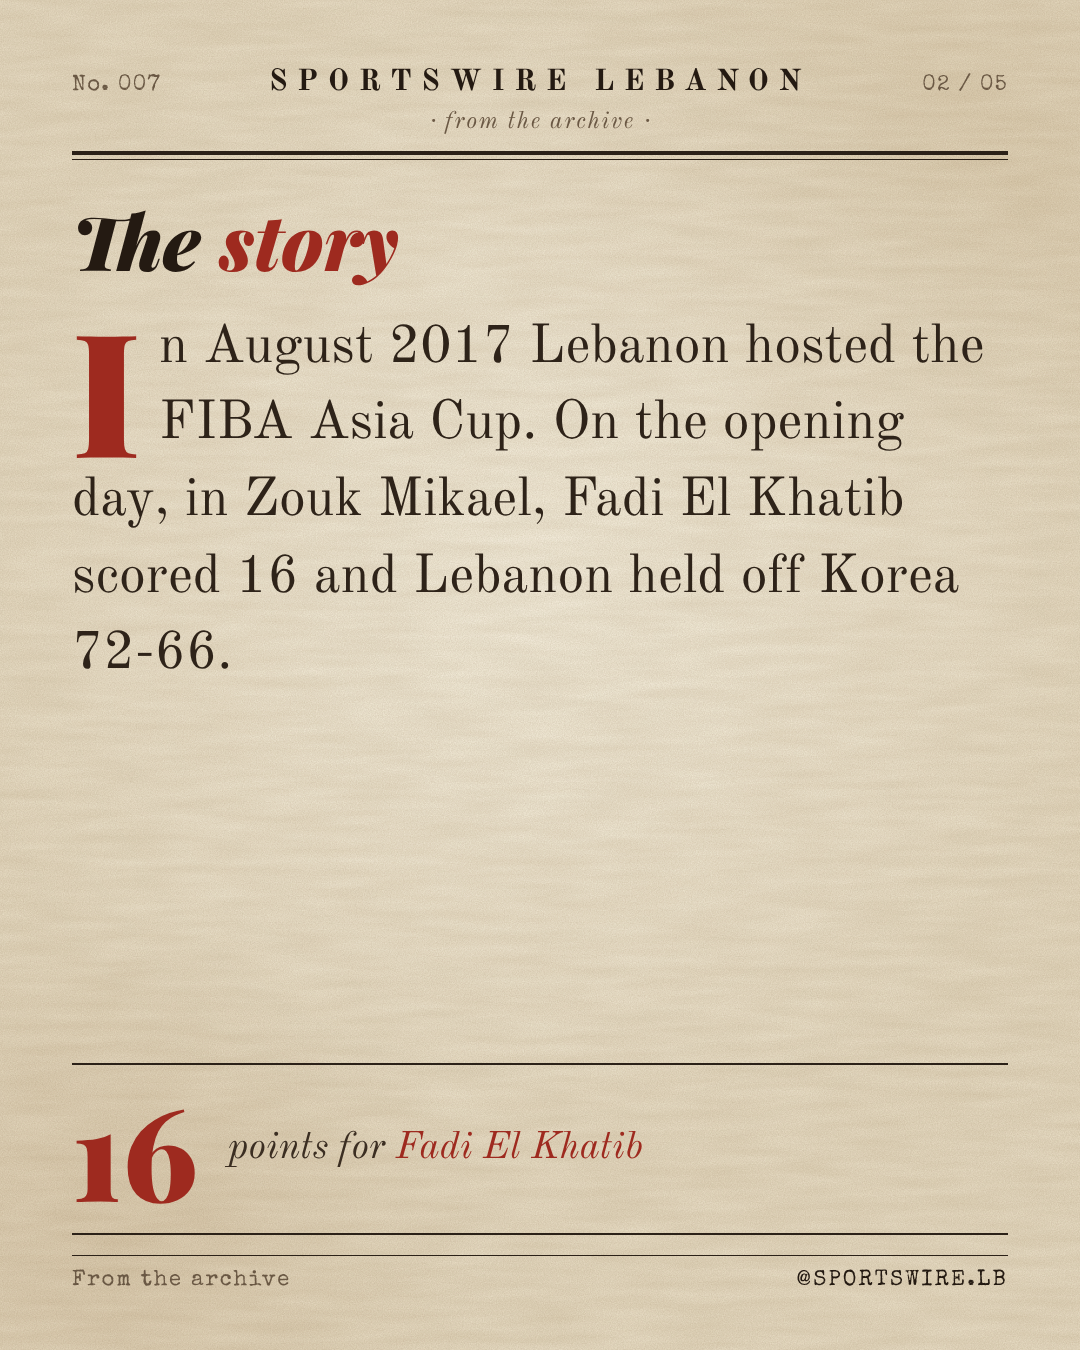 No. 007
SPORTSWIRE LEBANON
02 / 05
· from the archive ·
The story
In August 2017 Lebanon hosted the
FIBA Asia Cup. On the opening
day, in Zouk Mikael, Fadi El Khatib
scored 16 and Lebanon held off Korea
72-66.
16 points for Fadi El Khatib
From the archive
@SPORTSWIRE.LB